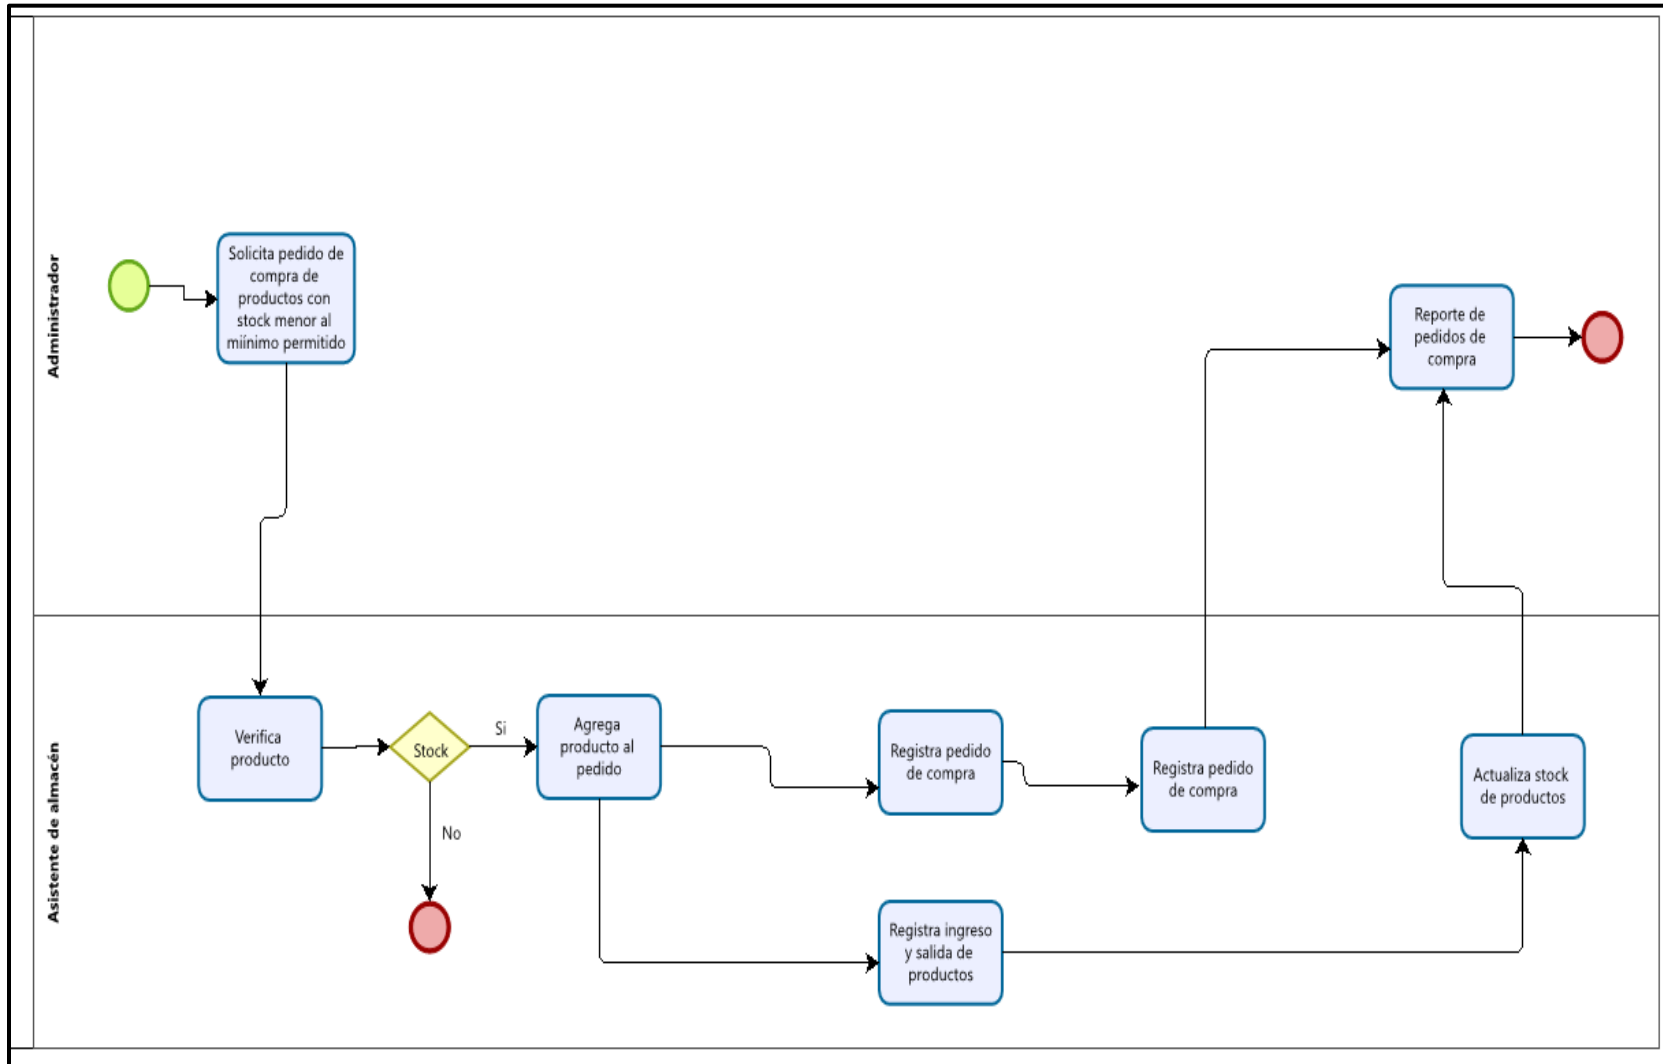 Administrador
Solicita pedido de
compra de
productos con
stock menor al
miínimo permitido
Reporte de
pedidos de
compra
Asistente de almacén
Verifica
producto
Stock
Si
No
Agrega
producto al
pedido
Registra pedido
de compra
Registra pedido
de compra
Actualiza stock
de productos
Registra ingreso
y salida de
productos